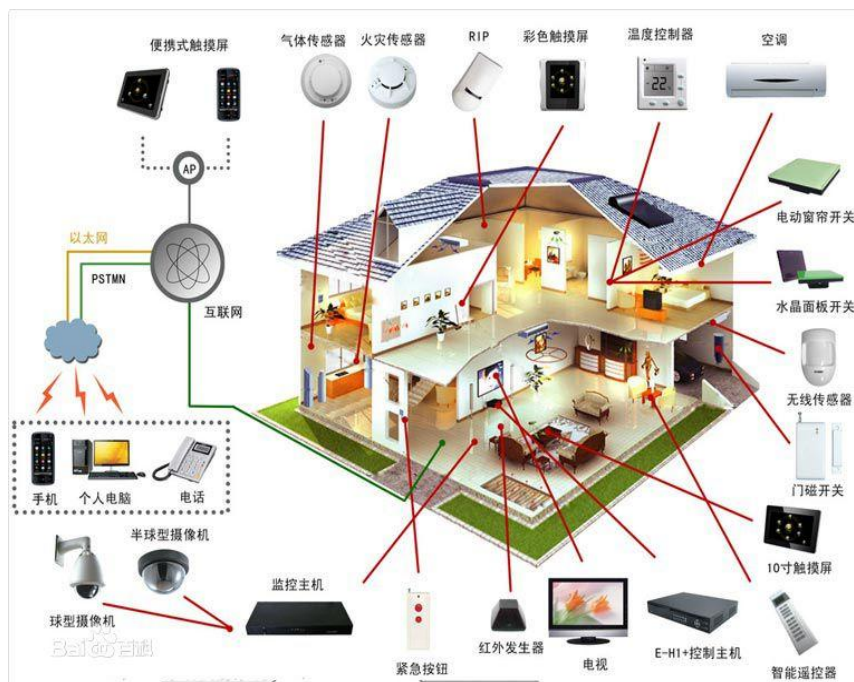 便携式触摸屏
气体传感器
火灾传感器
RIP
彩色触摸屏
温度控制器
空调
-22
AP
以太网
PSTMN
互联网
电动窗帘开关
水晶面板开关
无线传感器
门磁开关
手机
个人电脑
电话
半球型摄像机
球型摄像机
监控主机
紧急按钮
红外发生器
电视
E-H1+控制主机
10寸触摸屏
智能遥控器
Bai百科